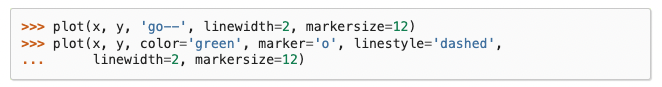 >>> plot(x, y, 'go--', linewidth=2, markersize=12)
>>> plot(x, y, color='green', marker='o', linestyle='dashed',
...      linewidth=2, markersize=12)